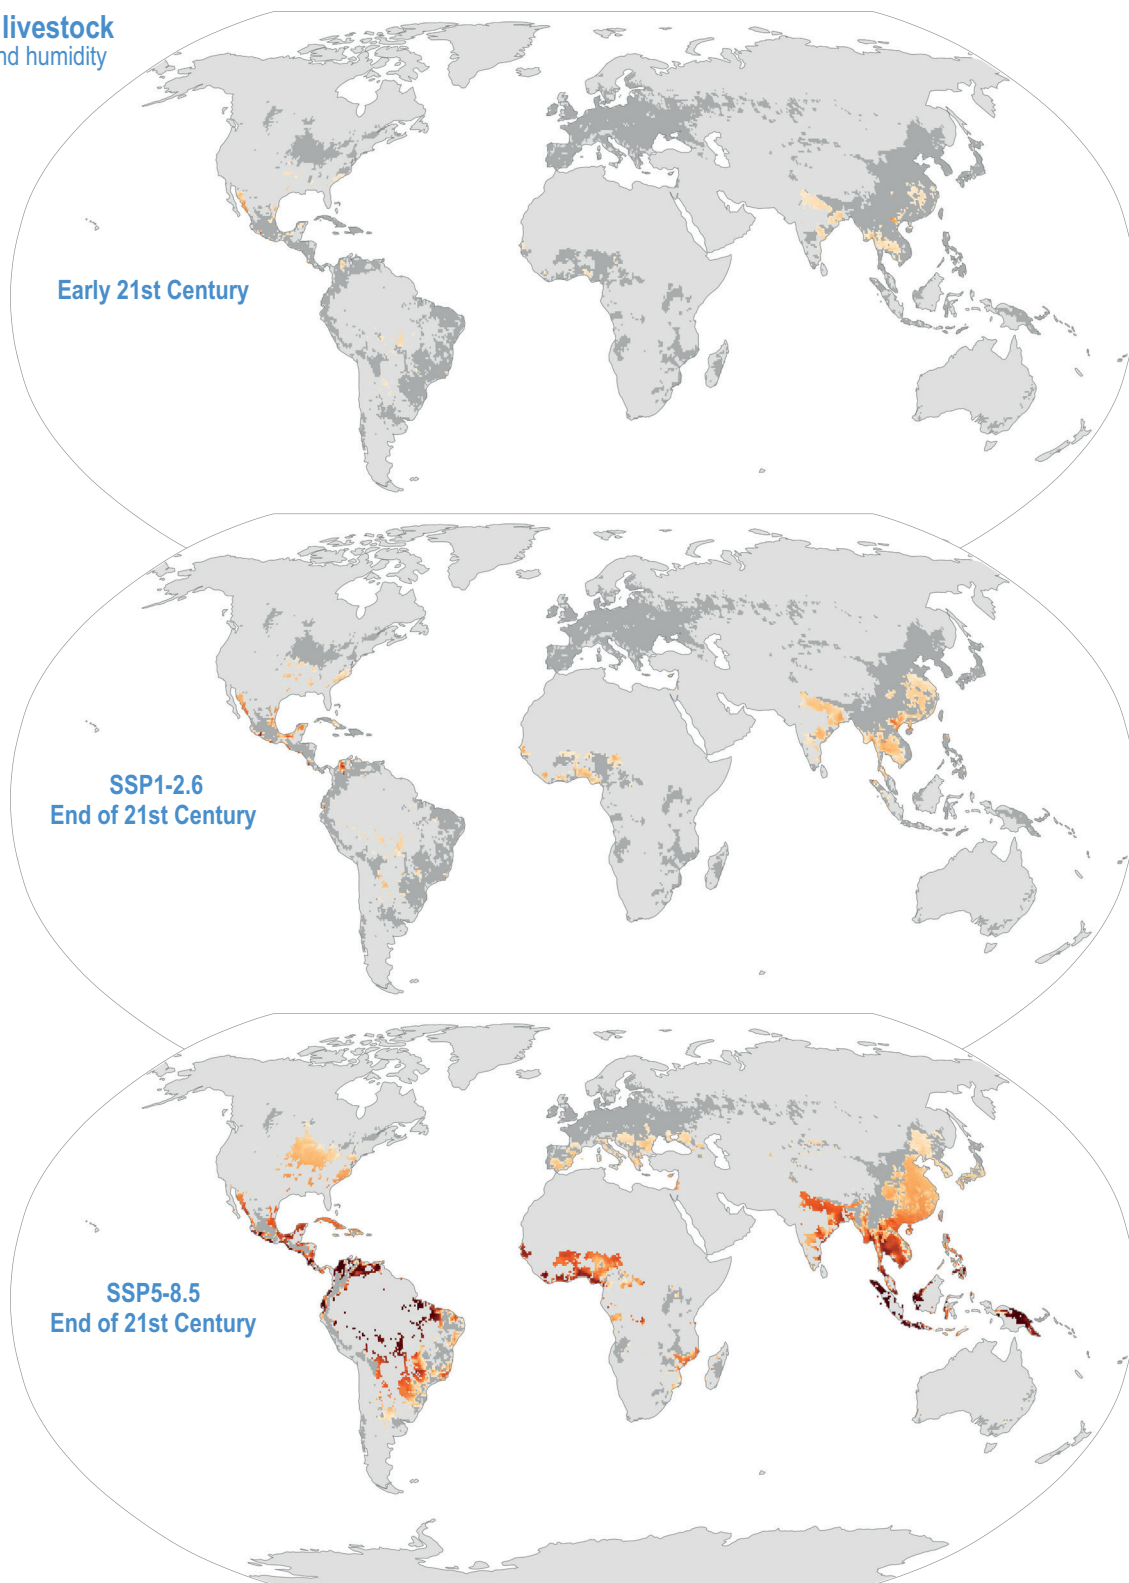 livestock
nd humidity
Early 21st Century
SSP1-2.6
End of 21st Century
SSP5-8.5
End of 21st Century